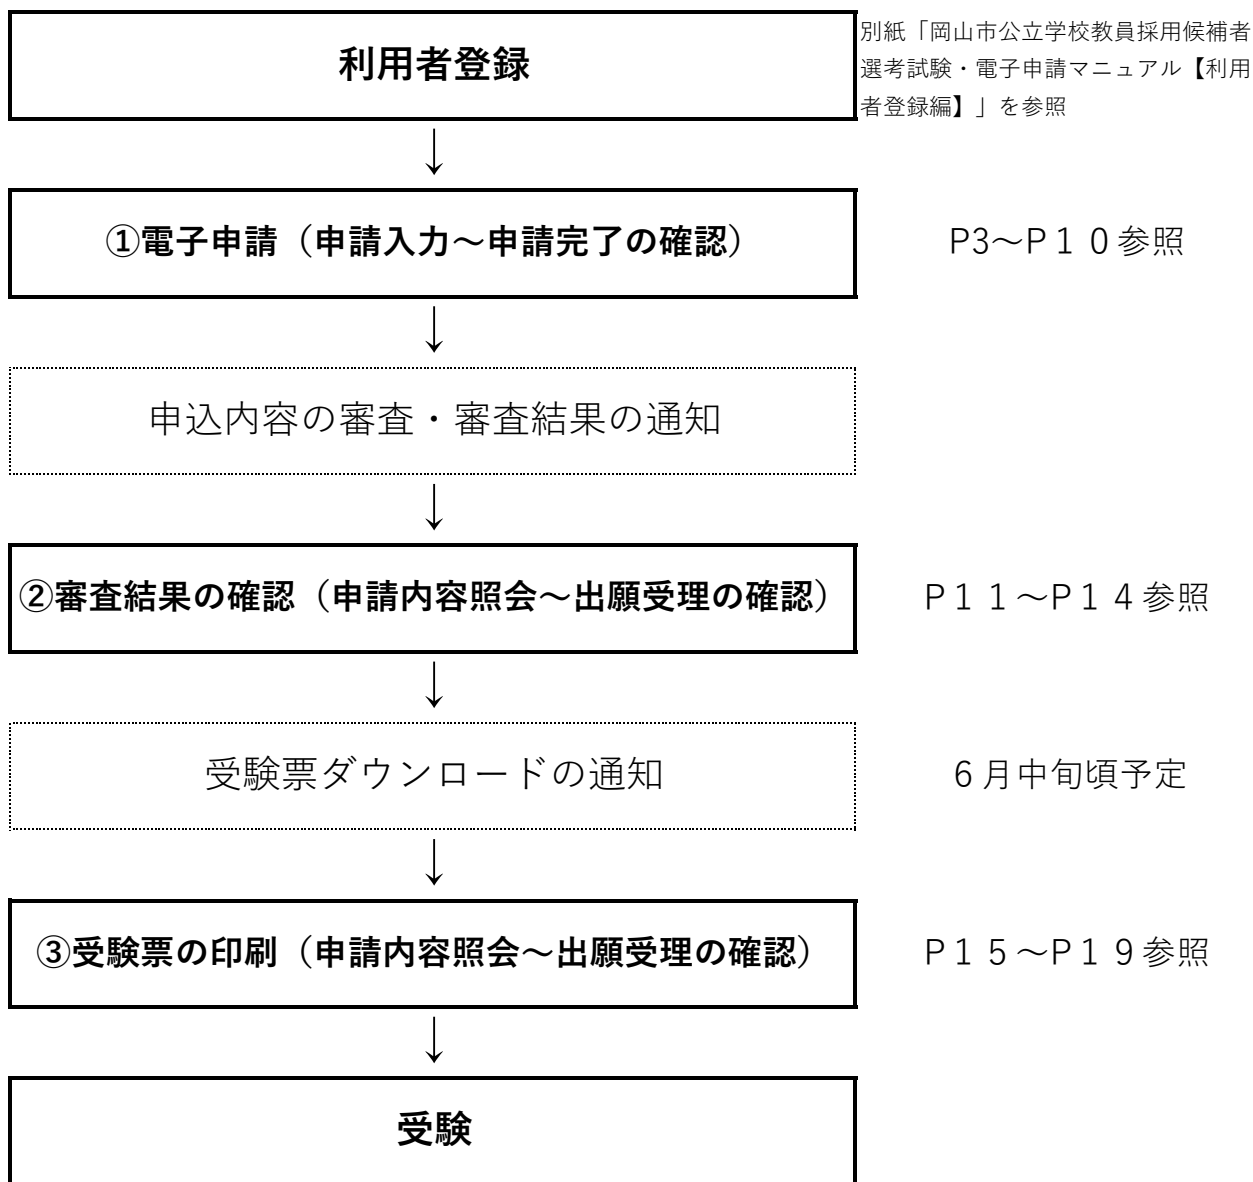 利用者登録
別紙「岡山市公立学校教員採用候補者
選考試験・電子申請マニュアル【利用
者登録編】」を参照
↓
①電子申請（申請入力～申請完了の確認）
P3～P１０参照
↓
申込内容の審査・審査結果の通知
↓
②審査結果の確認（申請内容照会～出願受理の確認）
P１１～P１４参照
↓
受験票ダウンロードの通知
６月中旬頃予定
↓
③受験票の印刷（申請内容照会～出願受理の確認）
P１５～P１９参照
↓
受験